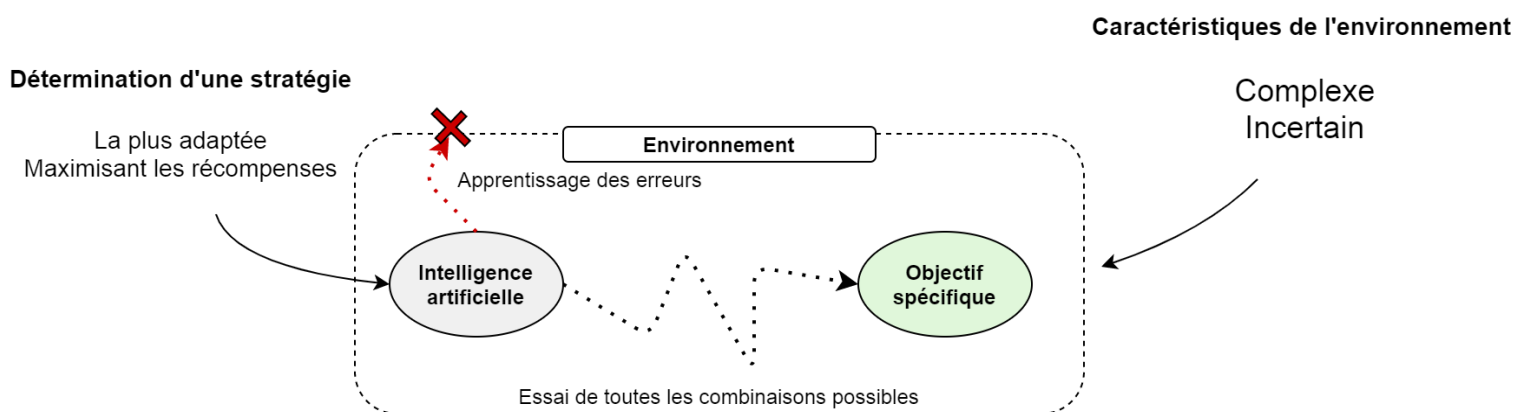 Caractéristiques de l'environnement
Détermination d'une stratégie
Complexe
Incertain
La plus adaptée
Maximisant les récompenses
Environnement
Apprentissage des erreurs
Intelligence
artificielle
Objectif
spécifique
Essai de toutes les combinaisons possibles